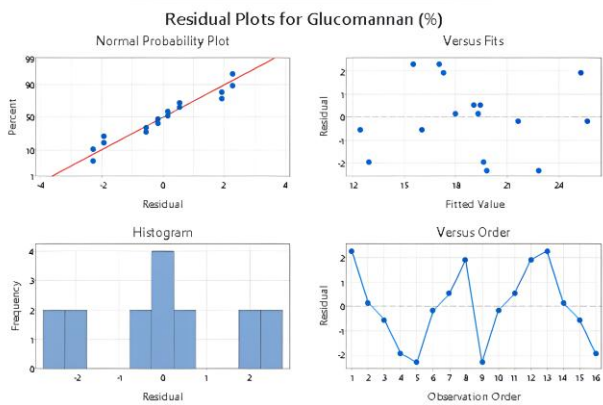 Residual Plots for Glucomannan (%)
Normal Probability Plot
99
90
50
10
1
Percent
-4 -2 0 2 4
Residual
Versus Fits
2
1
0
-1
-2
Residual
12 15 18 21 24
Fitted Value
Histogram
4
3
2
1
0
Frequency
-2 -1 0 1 2
Residual
Versus Order
2
1
0
-1
-2
Residual
1 2 3 4 5 6 7 8 9 10 11 12 13 14 15 16
Observation Order